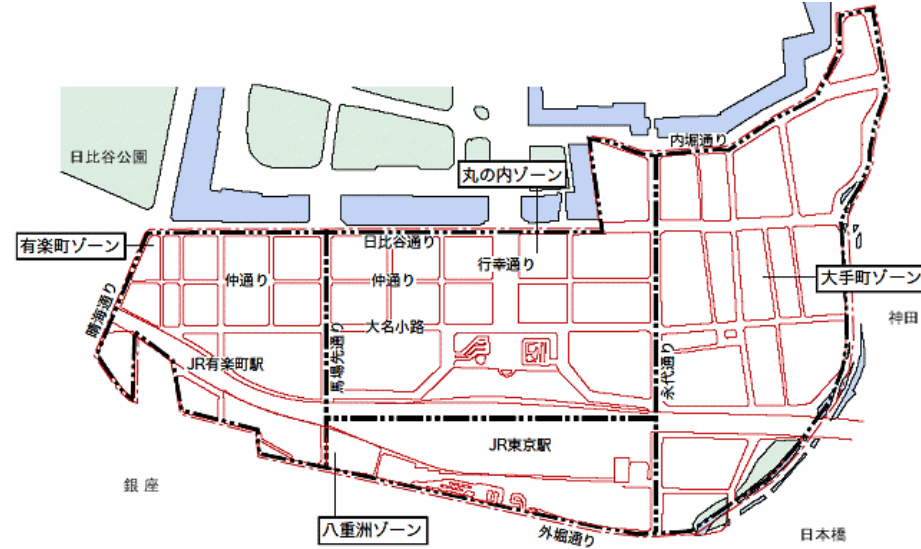 内堀通り
日比谷公園
丸の内ゾーン
有楽町ゾーン
日比谷通り
行幸通り
仲通り
仲通り
大手町ゾーン
晴海通り
神田
大名小路
馬場先通り
永代通り
JR有楽町駅
JR東京駅
銀座
八重洲ゾーン
外堀通り
日本橋